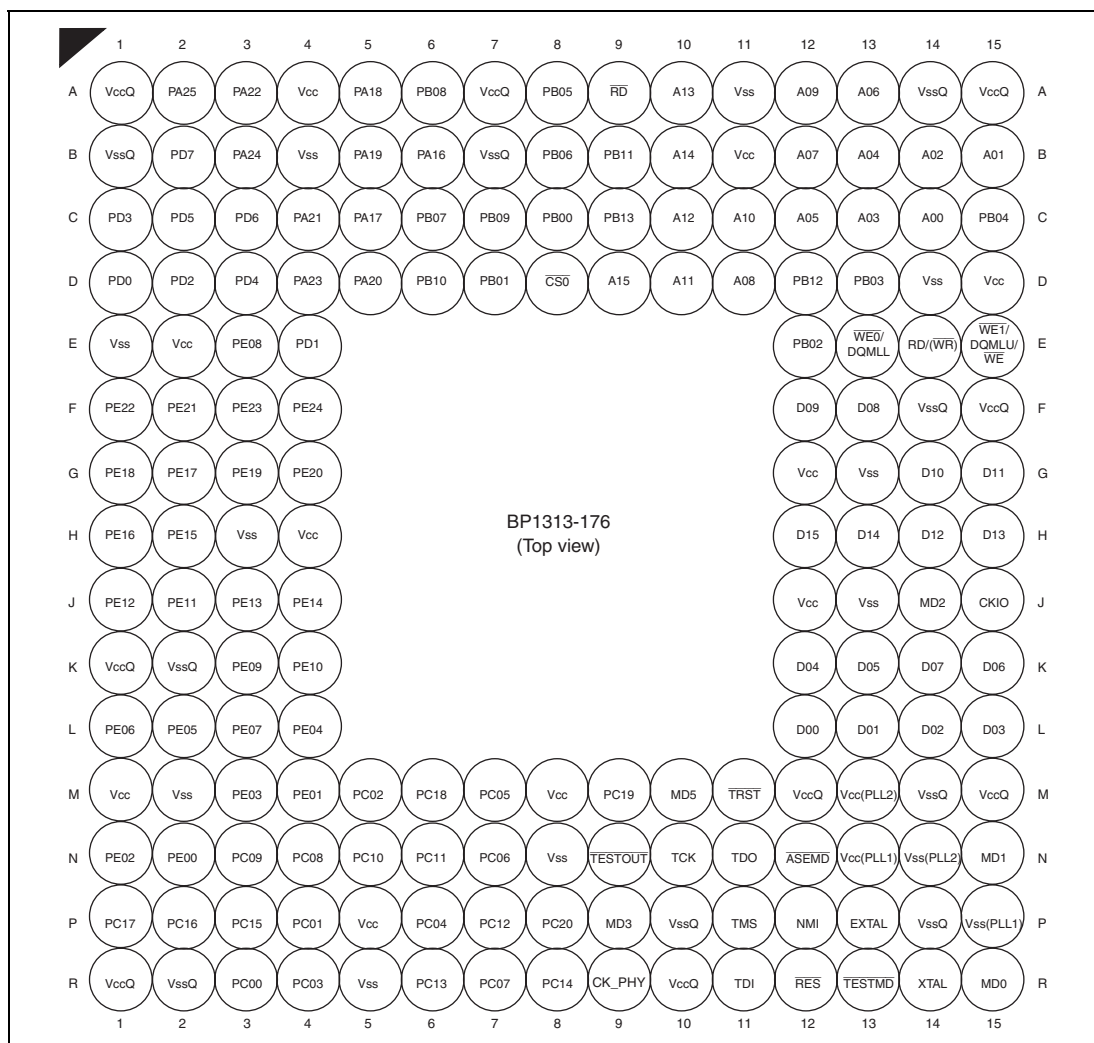 1 2 3 4 5 6 7 8 9 10 11 12 13 14 15
A VccQ PA25 PA22 Vcc PA18 PB08 VccQ PB05 RD A13 Vss A09 A06 VssQ VccQ A
B VssQ PD7 PA24 Vss PA19 PA16 VssQ PB06 PB11 A14 Vcc A07 A04 A02 A01 B
C PD3 PD5 PD6 PA21 PA17 PB07 PB09 PB00 PB13 A12 A10 A05 A03 A00 PB04 C
D PD0 PD2 PD4 PA23 PA20 PB10 PB01 CS0 A15 A11 A08 PB12 PB03 Vss Vcc D
E Vss Vcc PE08 PD1 PB02 WE0/ DQMLL RD/(WR) WE1/ DQMLU/ WE E
F PE22 PE21 PE23 PE24 D09 D08 VssQ VccQ F
G PE18 PE17 PE19 PE20 Vcc Vss D10 D11 G
H PE16 PE15 Vss Vcc D15 D14 D12 D13 H
BP1313-176
(Top view)
J PE12 PE11 PE13 PE14 Vcc Vss MD2 CKIO J
K VccQ VssQ PE09 PE10 D04 D05 D07 D06 K
L PE06 PE05 PE07 PE04 D00 D01 D02 D03 L
M Vcc Vss PE03 PE01 PC02 PC18 PC05 Vcc PC19 MD5 TRST VccQ Vcc(PLL2) VssQ VccQ M
N PE02 PE00 PC09 PC08 PC10 PC11 PC06 Vss TESTOUT TCK TDO ASEMD Vcc(PLL1) Vss(PLL2) MD1 N
P PC17 PC16 PC15 PC01 Vcc PC04 PC12 PC20 MD3 VssQ TMS NMI EXTAL VssQ Vss(PLL1) P
R VccQ VssQ PC00 PC03 Vss PC13 PC07 PC14 CK_PHY VccQ TDI RES TESTMD XTAL MD0 R
1 2 3 4 5 6 7 8 9 10 11 12 13 14 15